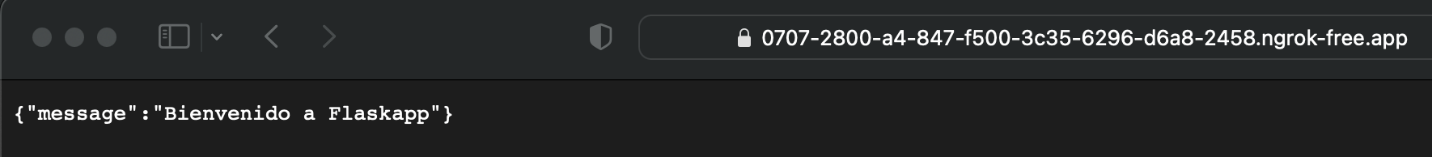 0707-2800-a4-847-f500-3c35-6296-d6a8-2458.ngrok-free.app
{"message":"Bienvenido a Flaskapp"}